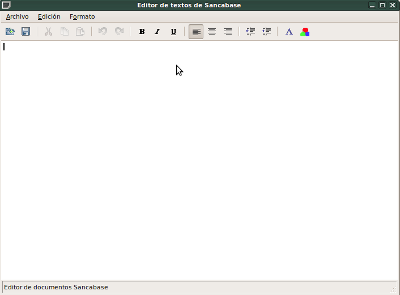 Editor de textos de Sancabase
Archivo Edición Formato
B I U A
Editor de documentos Sancabase